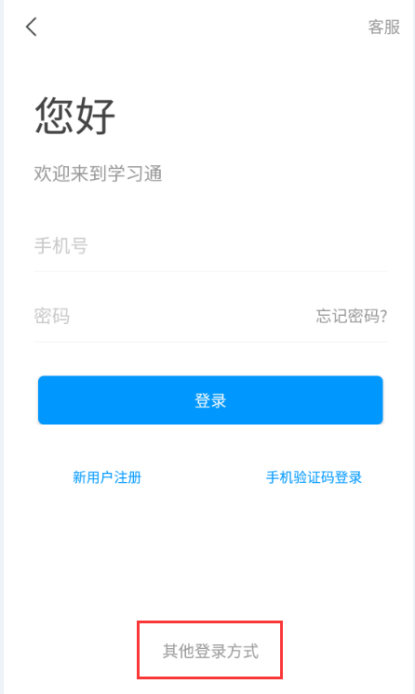 客服
您好
欢迎来到学习通
手机号
密码 忘记密码?
登录
新用户注册 手机验证码登录
其他登录方式